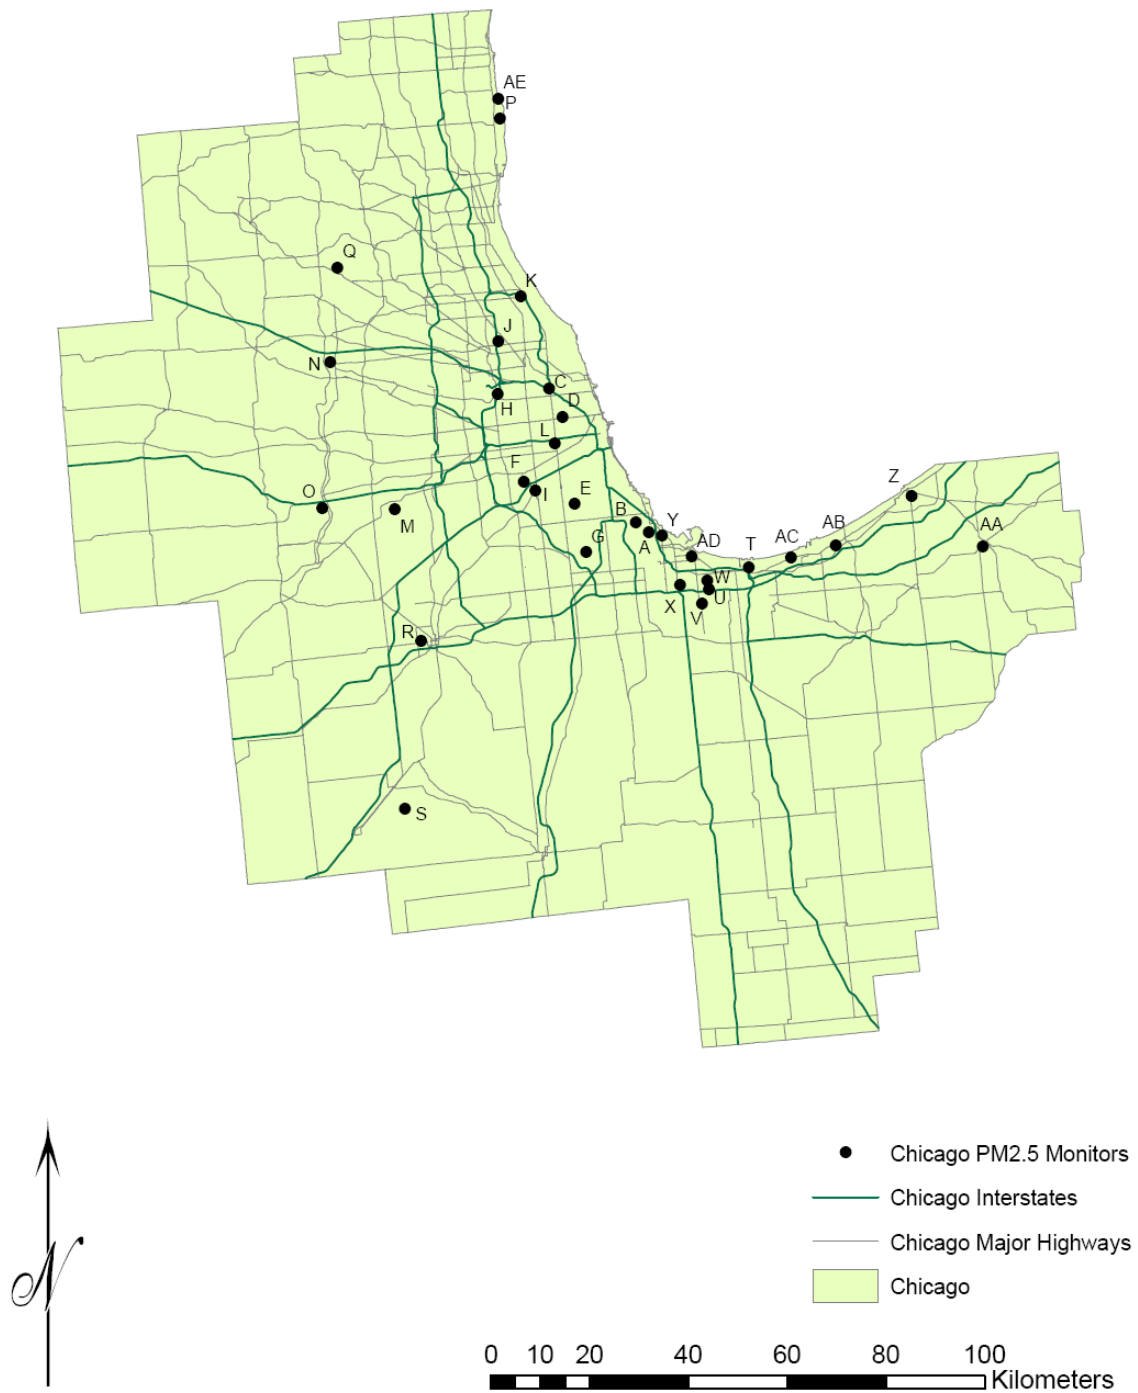 AE
P
Q
K
J
N
C
H
D
L
F
I
E
O
M
B
A
Y
G
AD
AC
AB
Z
AA
T
W
U
X
V
R
S
N
Chicago PM2.5 Monitors
Chicago Interstates
Chicago Major Highways
Chicago
0 10 20 40 60 80 100
Kilometers